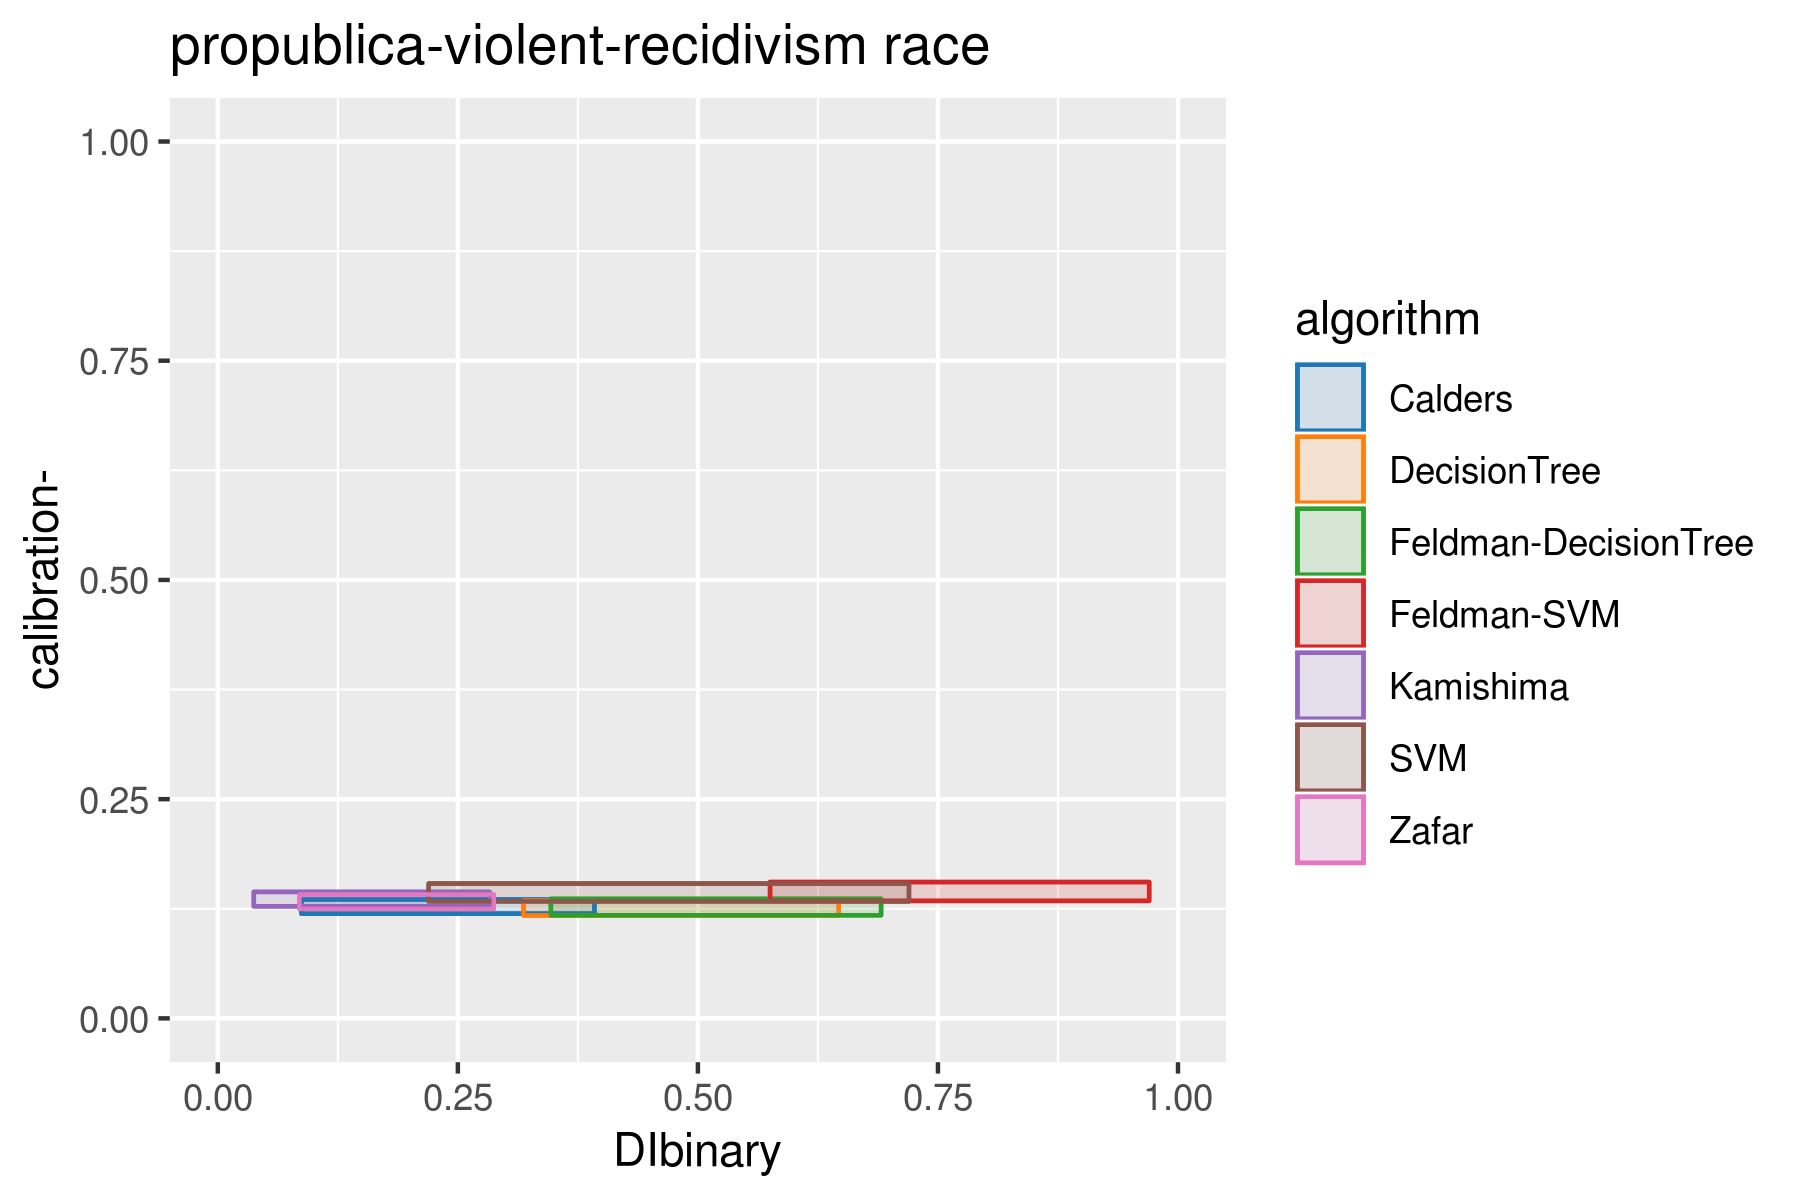 propublica-violent-recidivism race
calibration-
1.00
0.75
0.50
0.25
0.00
0.00 0.25 0.50 0.75 1.00
DIbinary
algorithm
Calders
DecisionTree
Feldman-DecisionTree
Feldman-SVM
Kamishima
SVM
Zafar